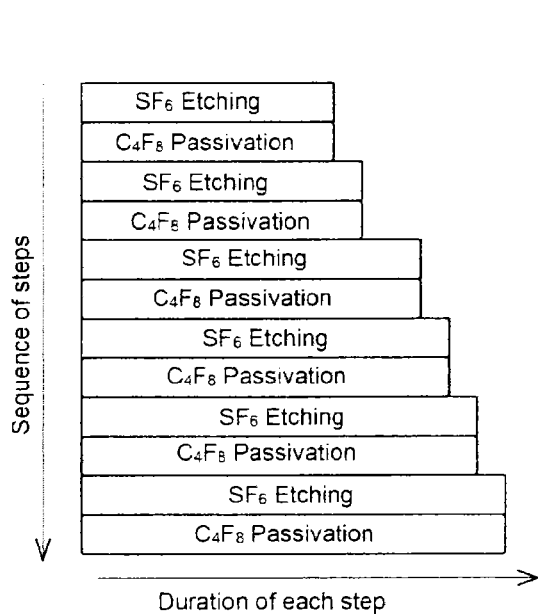 SF₆ Etching
C₄F₈ Passivation
SF₆ Etching
C₄F₈ Passivation
SF₆ Etching
C₄F₈ Passivation
SF₆ Etching
C₄F₈ Passivation
SF₆ Etching
C₄F₈ Passivation
SF₆ Etching
C₄F₈ Passivation
Sequence of steps
Duration of each step